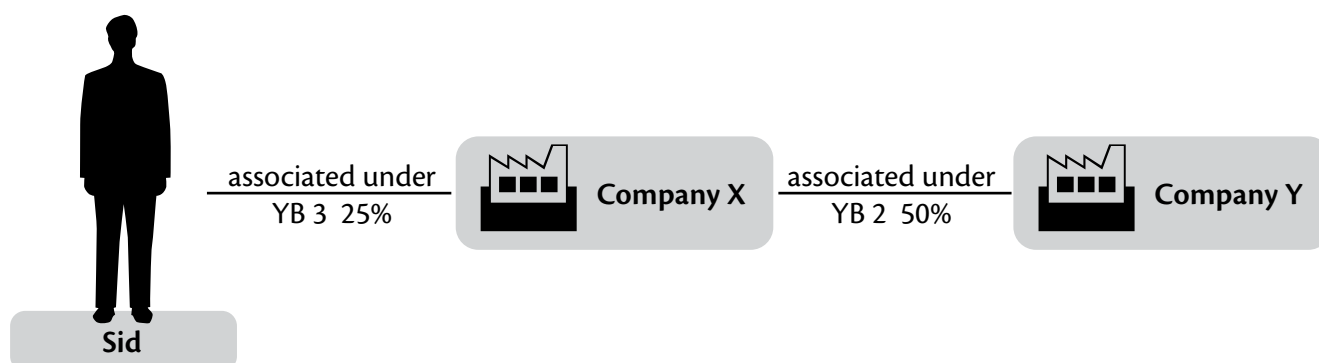 associated under
YB 3 25%
Company X
associated under
YB 2 50%
Company Y
Sid